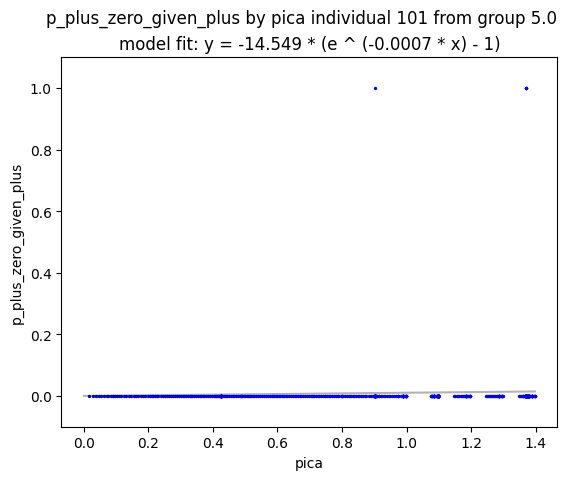 p_plus_zero_given_plus by pica individual 101 from group 5.0
model fit: y = -14.549 * (e ^ (-0.0007 * x) - 1)
p_plus_zero_given_plus
1.0
0.8
0.6
0.4
0.2
0.0
0.0 0.2 0.4 0.6 0.8 1.0 1.2 1.4
pica